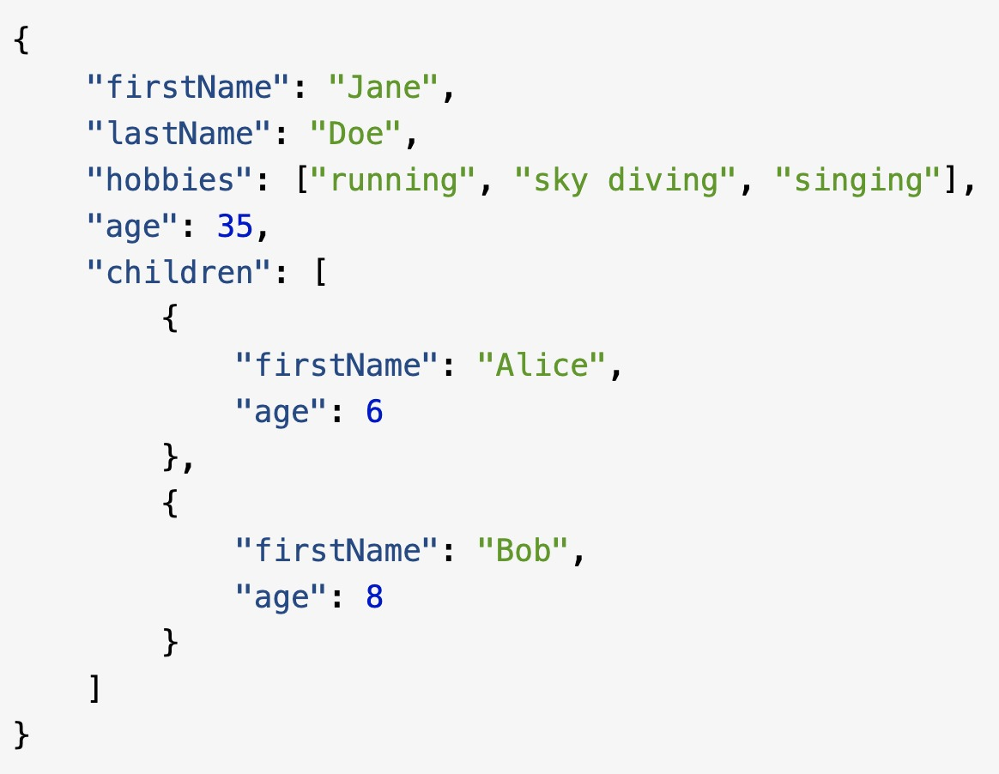 {
    "firstName": "Jane",
    "lastName": "Doe",
    "hobbies": ["running", "sky diving", "singing"],
    "age": 35,
    "children": [
        {
            "firstName": "Alice",
            "age": 6
        },
        {
            "firstName": "Bob",
            "age": 8
        }
    ]
}